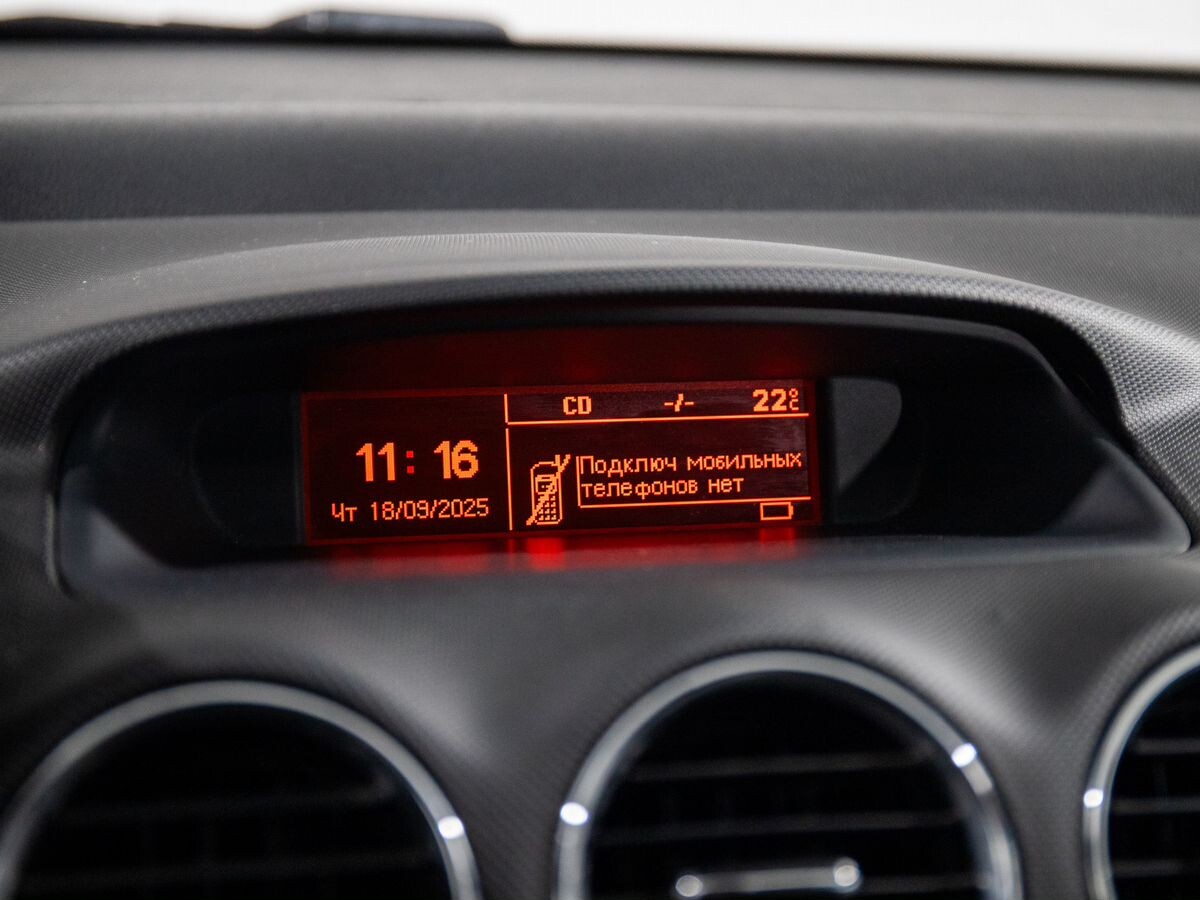 11:16
Чт 18/09/2025
CD -/- 22°C
Подключ мобильных
телефонов нет